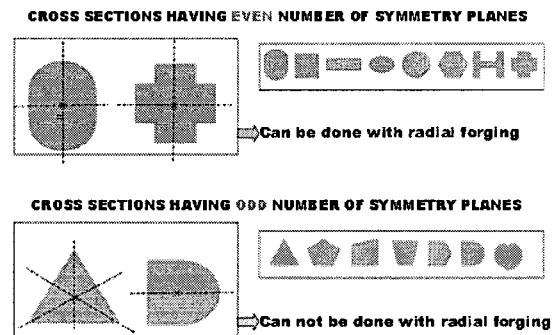 CROSS SECTIONS HAVING EVEN NUMBER OF SYMMETRY PLANES
Can be done with radial forging
CROSS SECTIONS HAVING ODD NUMBER OF SYMMETRY PLANES
Can not be done with radial forging